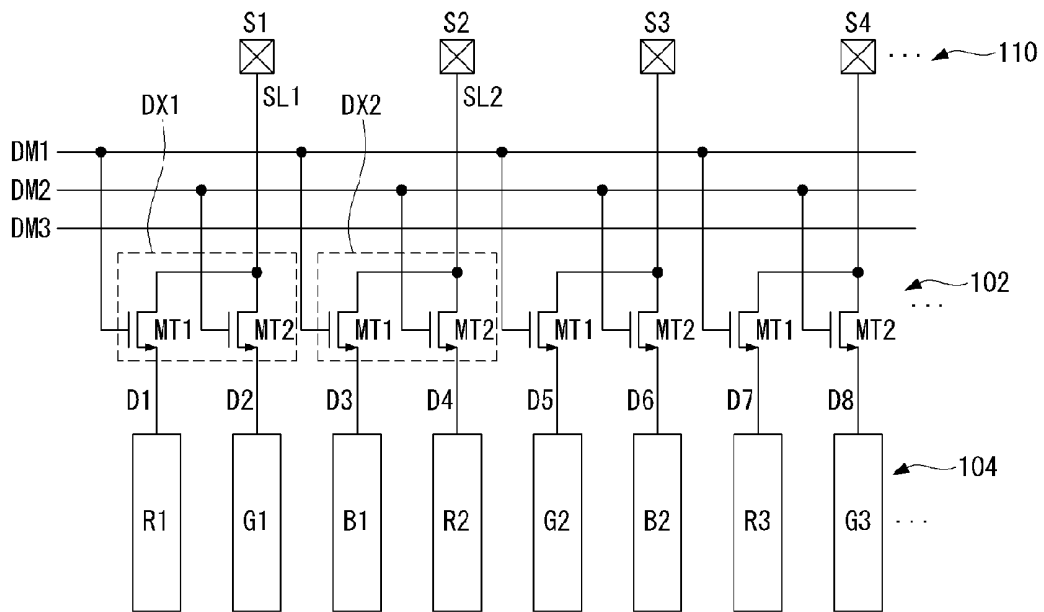 S1 S2 S3 S4
110
SL1 SL2
DX1 DX2
DM1
DM2
DM3
102
MT1 MT2 MT1 MT2 MT1 MT2 MT1 MT2
D1 D2 D3 D4 D5 D6 D7 D8
104
R1 G1 B1 R2 G2 B2 R3 G3